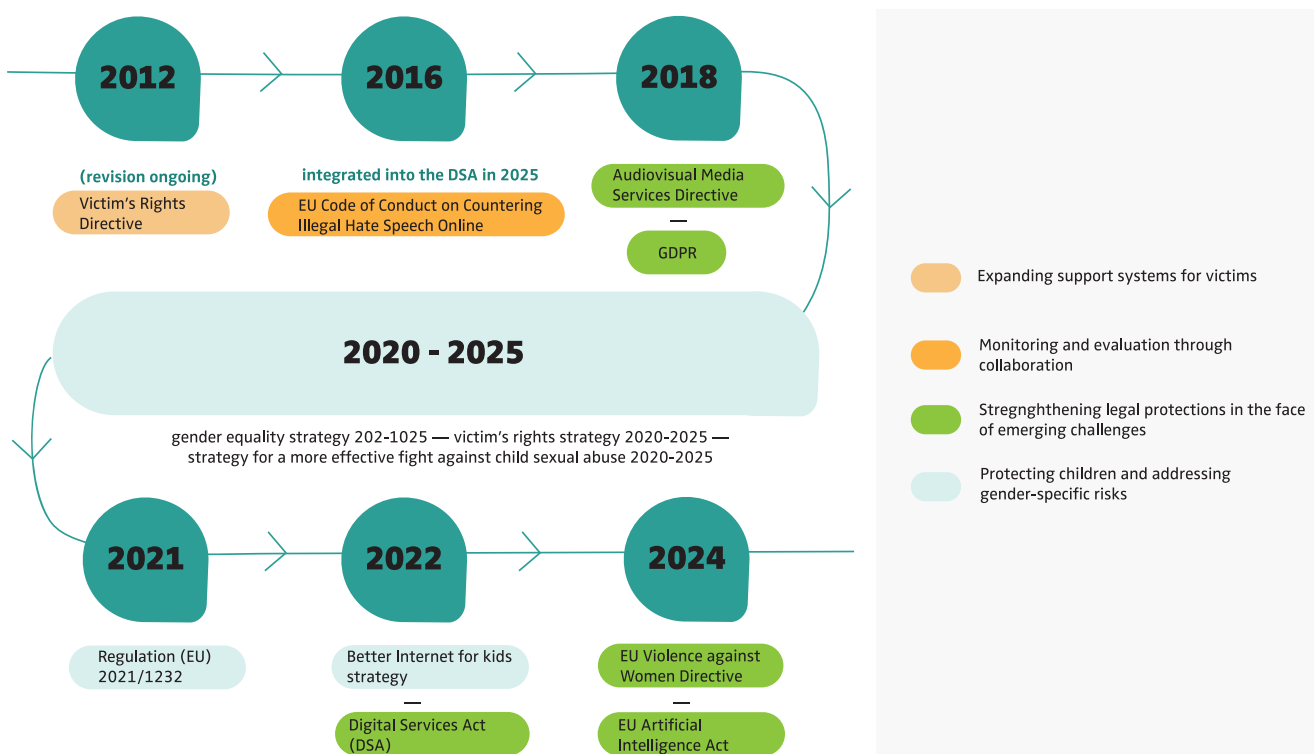 2012
2016
2018
(revision ongoing)
Victim's Rights
Directive
integrated into the DSA in 2025
EU Code of Conduct on Countering
Illegal Hate Speech Online
Audiovisual Media
Services Directive
—
GDPR
2020 - 2025
gender equality strategy 202-1025 — victim's rights strategy 2020-2025 —
strategy for a more effective fight against child sexual abuse 2020-2025
2021
2022
2024
Regulation (EU)
2021/1232
Better Internet for kids
strategy
—
Digital Services Act
(DSA)
EU Violence against
Women Directive
—
EU Artificial
Intelligence Act
Expanding support systems for victims
Monitoring and evaluation through
collaboration
Stregnghthening legal protections in the face
of emerging challenges
Protecting children and addressing
gender-specific risks